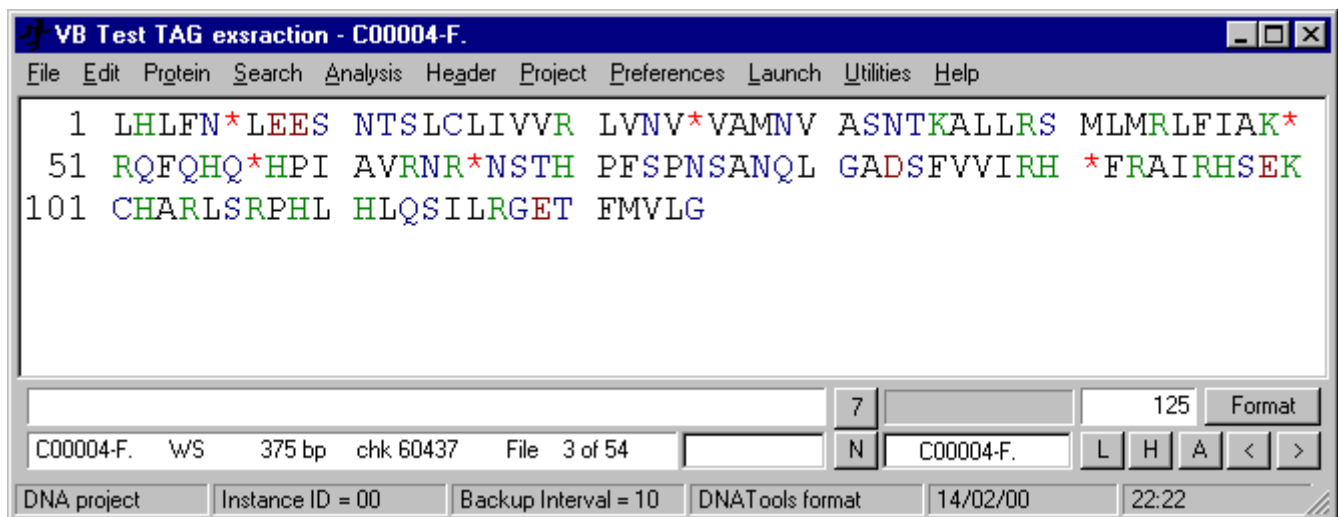 VB Test TAG exsraction - C00004-F.
File Edit Protein Search Analysis Header Project Preferences Launch Utilities Help
1 LHLFN*LEES NTSLCLIVVR LVNV*VAMNV ASNTKALLRS MLMRLFIAK*
51 RQFQHQ*HPI AVRNR*NSTH PFSPNSANQL GADSFVVIRH *FRAIRHSEK
101 CHARLSRPHL HLQSILRGET FMVLG
7 125 Format
C00004-F. WS 375 bp chk 60437 File 3 of 54 N C00004-F. L H A < >
DNA project Instance ID = 00 Backup Interval = 10 DNATools format 14/02/00 22:22